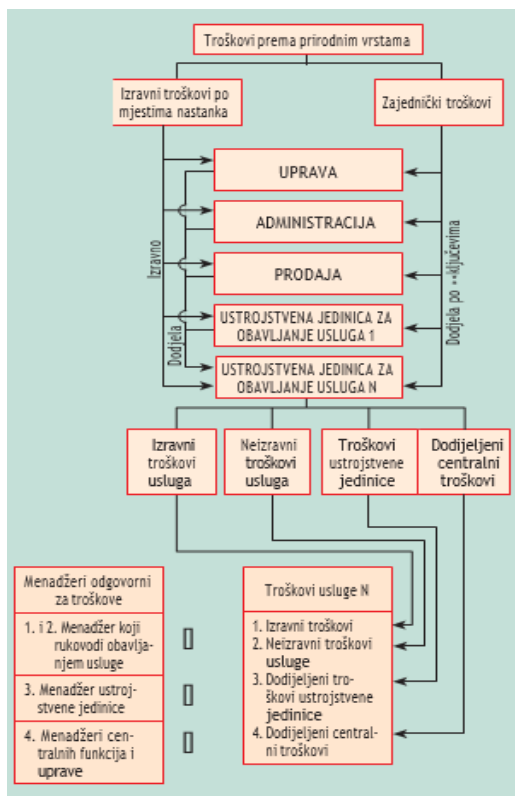 Troškovi prema prirodnim vrstama
Izravni troškovi po
mjestima nastanka
Zajednički troškovi
UPRAVA
ADMINISTRACIJA
PRODAJA
USTROJSTVENA JEDINICA ZA
OBAVLJANJE USLUGA 1
USTROJSTVENA JEDINICA ZA
OBAVLJANJE USLUGA N
Izravno
Dodjela
Dodjela po **ključevima
Izravni
troškovi
usluga
Neizravni
troškovi
usluga
Troškovi
ustrojstvene
jedinice
Dodijeljeni
centralni
troškovi
Menadžeri odgovorni
za troškove
1. i 2. Menadžer koji
rukovodi obavlja-
njem usluge
3. Menadžer ustroj-
stvene jedinice
4. Menadžeri cen-
tralnih funkcija i
uprave
Troškovi usluge N
1. Izravni troškovi
2. Neizravni troškovi
usluge
3. Dodijeljeni tro-
škovi ustrojstvene
jedinice
4. Dodijeljeni central-
ni troškovi